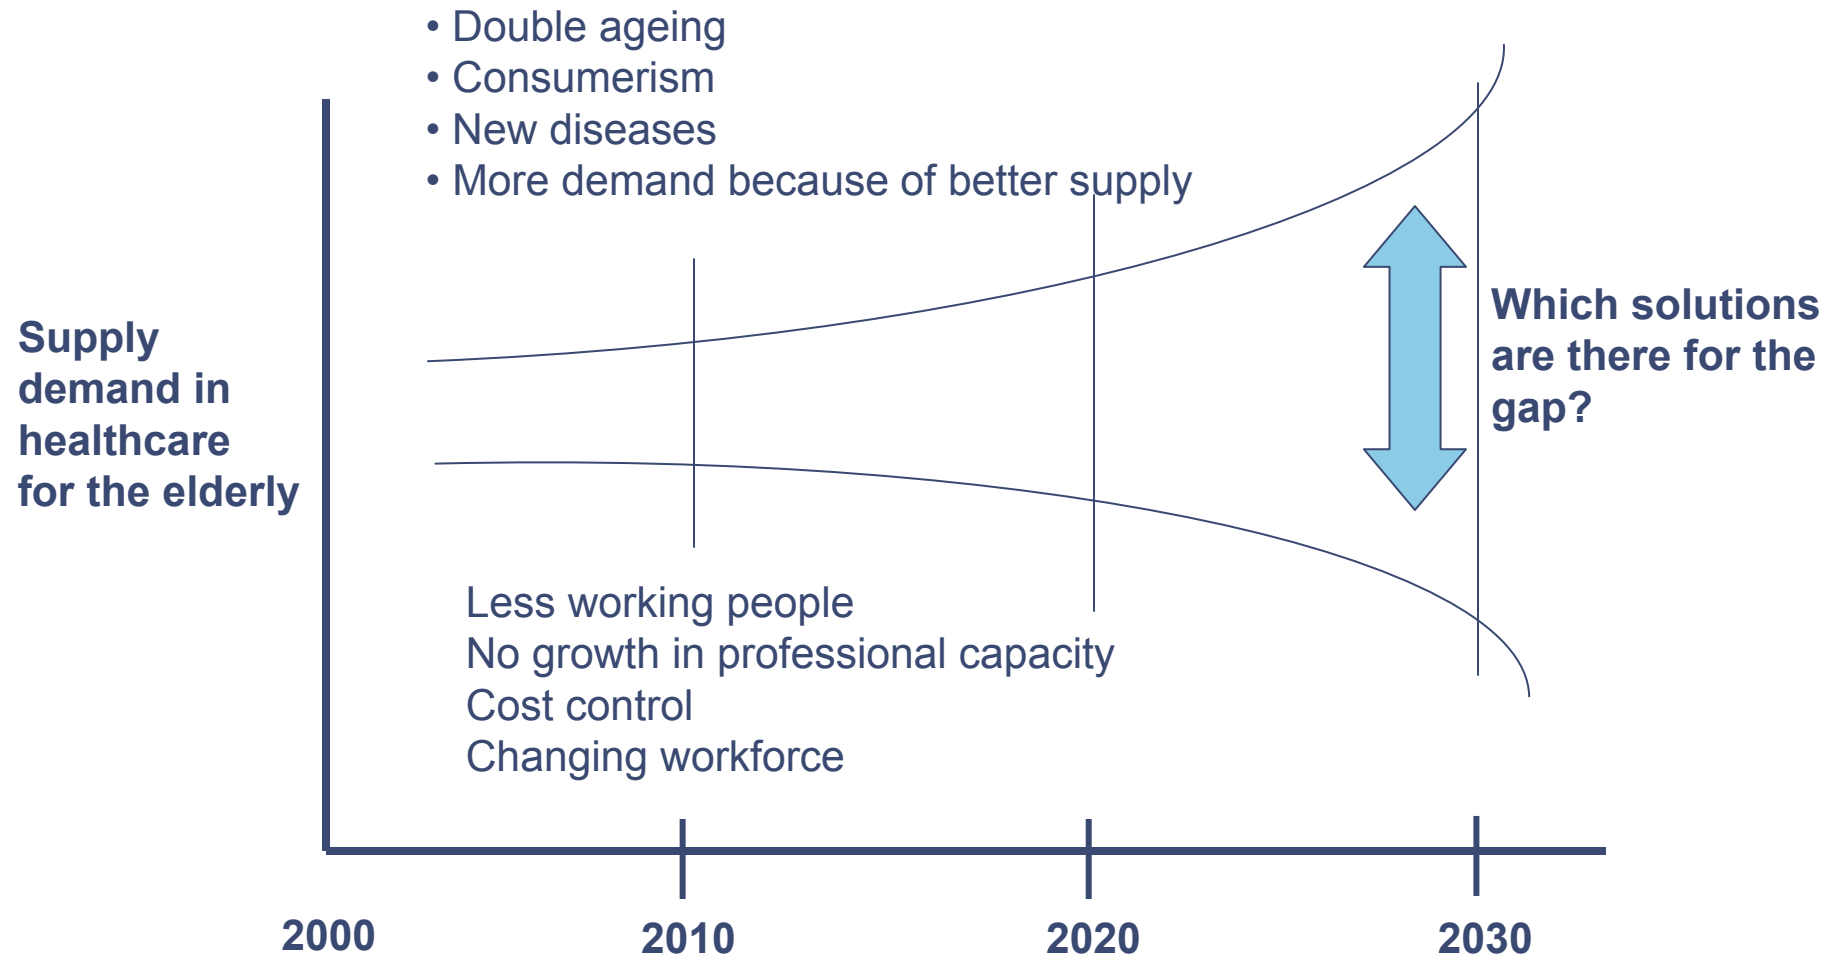 • Double ageing
• Consumerism
• New diseases
• More demand because of better supply
Supply
demand in
healthcare
for the elderly
Which solutions
are there for the
gap?
Less working people
No growth in professional capacity
Cost control
Changing workforce
2000
2010
2020
2030